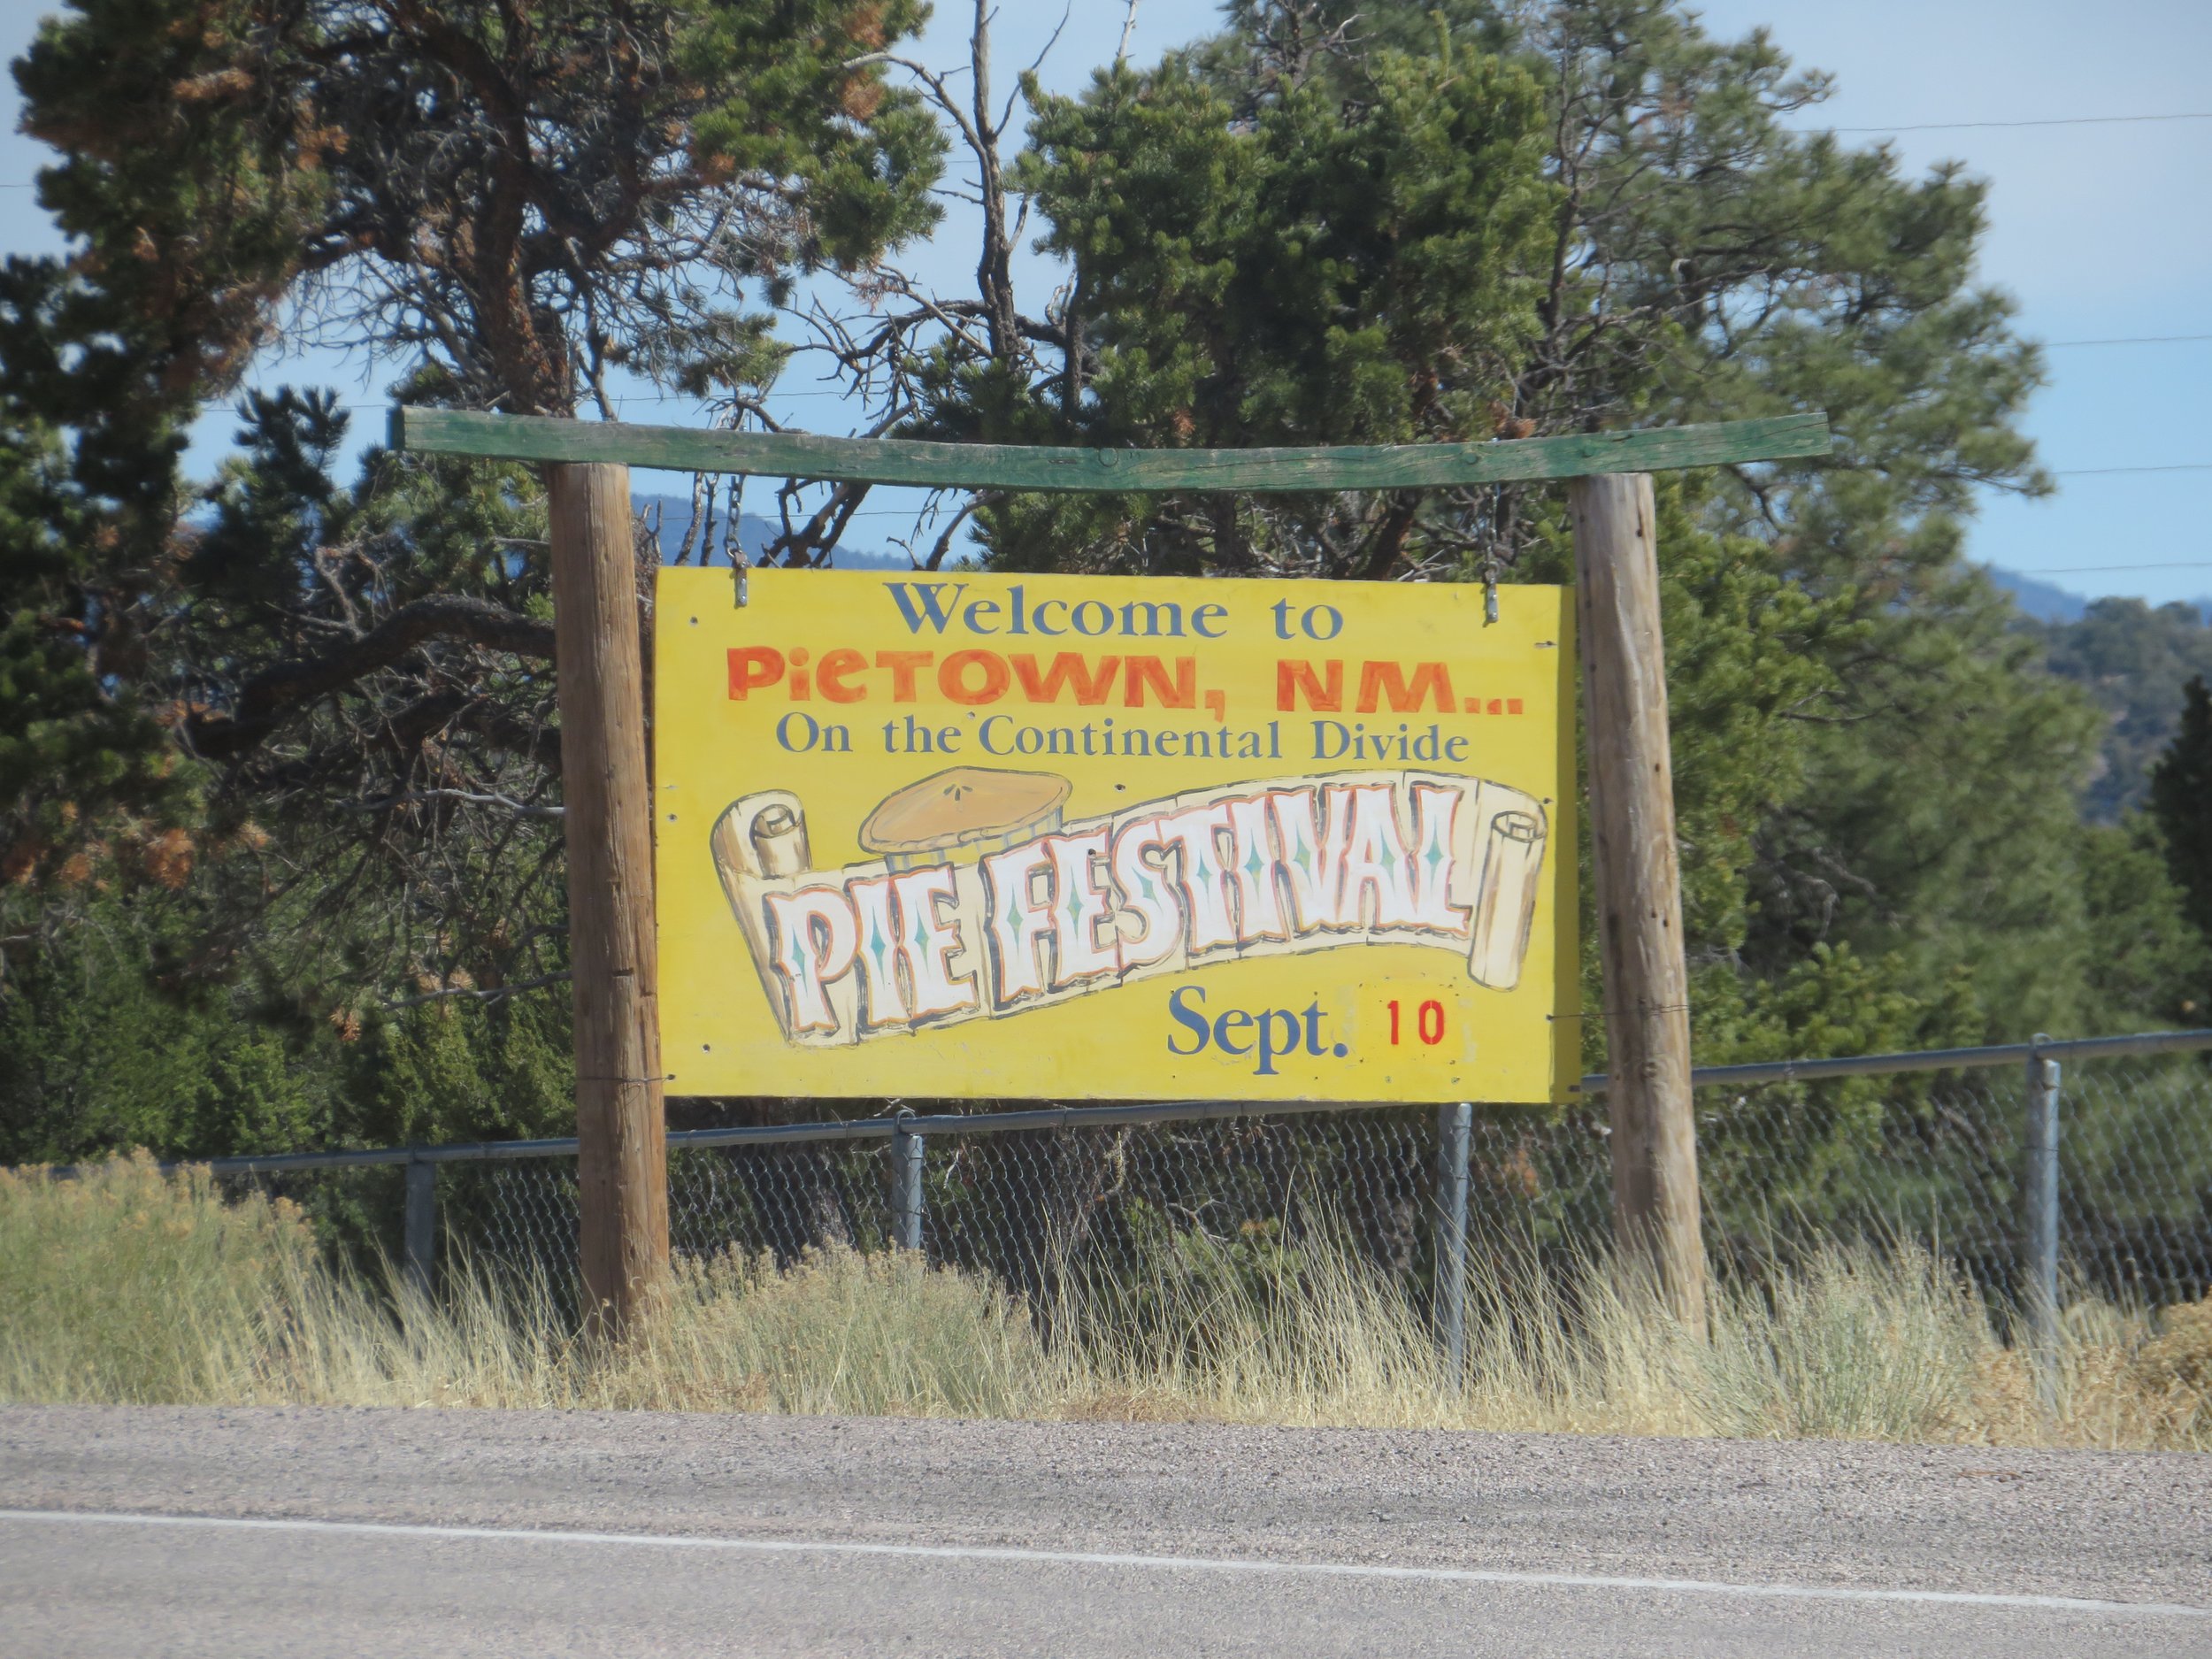 Welcome to
PieTOWN, NM...
On the Continental Divide
PIE FESTIVAL
Sept. 10